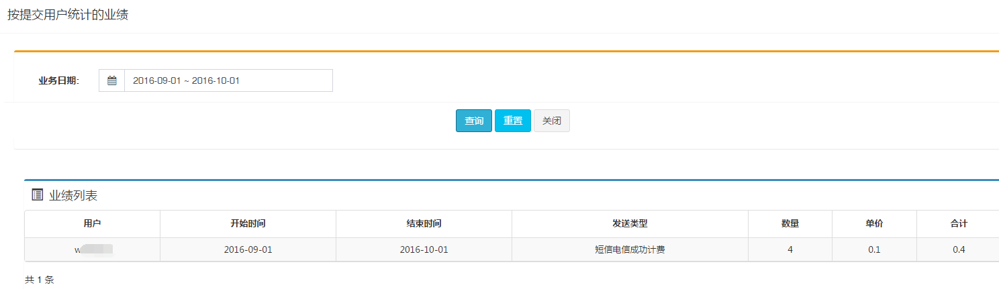 按提交用户统计的业绩
业务日期: 2016-09-01 ~ 2016-10-01
查询 重置 关闭
业绩列表
用户 开始时间 结束时间 发送类型 数量 单价 合计
w 2016-09-01 2016-10-01 短信电信成功计费 4 0.1 0.4
共 1 条